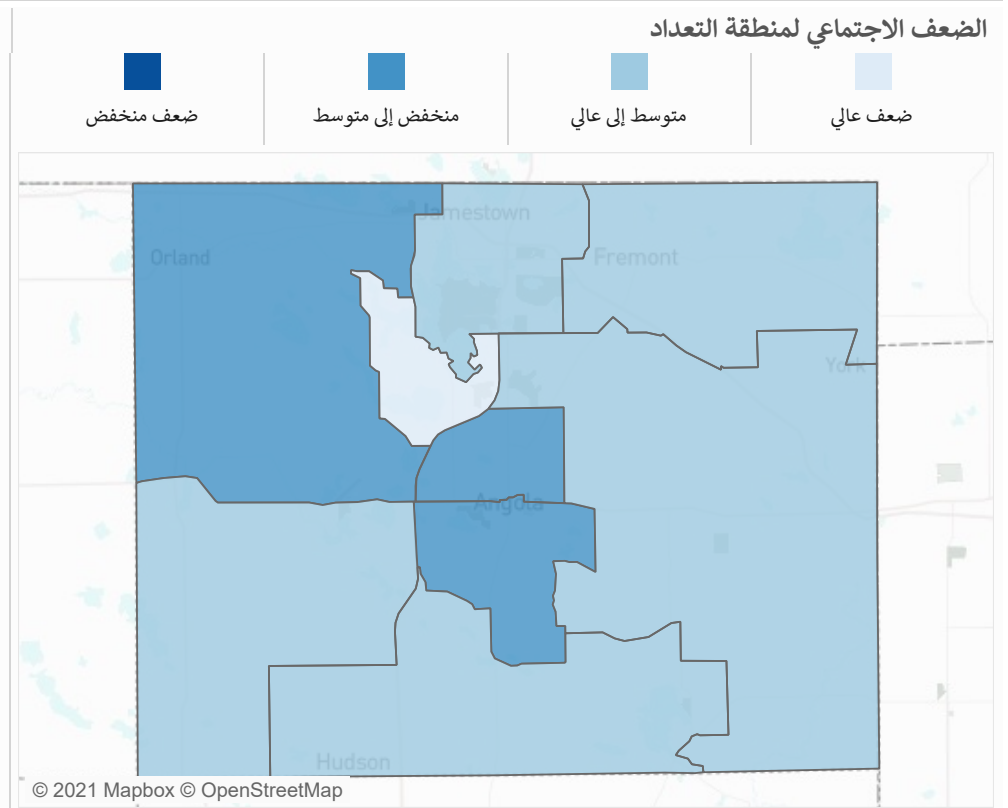 الضعف الاجتماعي لمنطقة التعداد
ضعف عالي
متوسط إلى عالي
منخفض إلى متوسط
ضعف منخفض
Jamestown
Orland
Fremont
York
Angola
Hudson
© 2021 Mapbox © OpenStreetMap